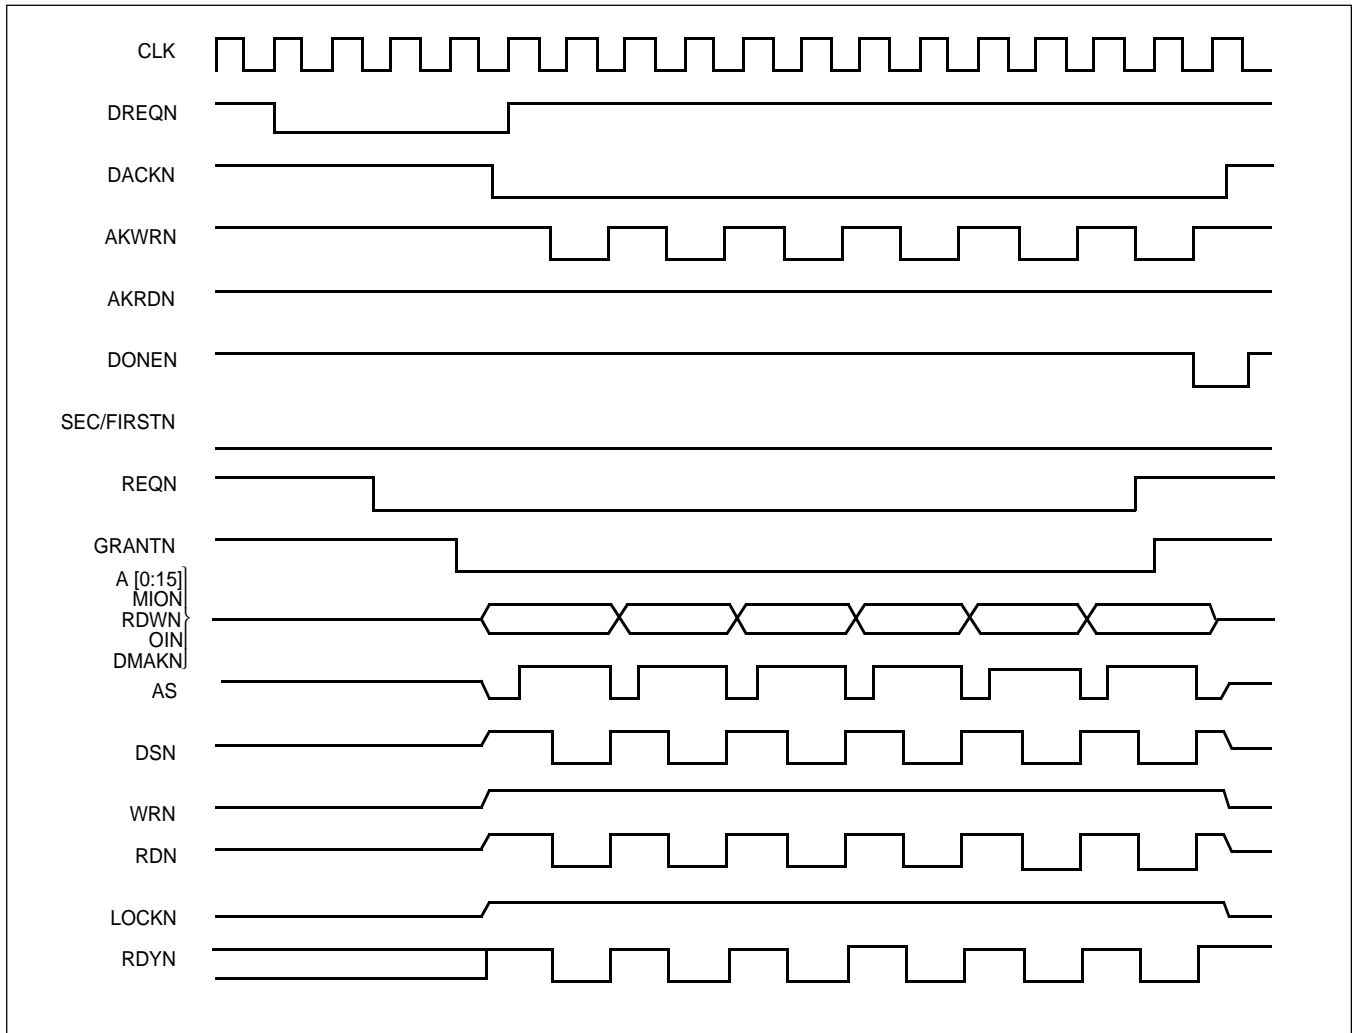 CLK
DREQN
DACKN
AKWRN
AKRDN
DONEN
SEC/FIRSTN
REQN
GRANTN
A [0:15]
MION
RDWN
OIN
DMAKN
AS
DSN
WRN
RDN
LOCKN
RDYN